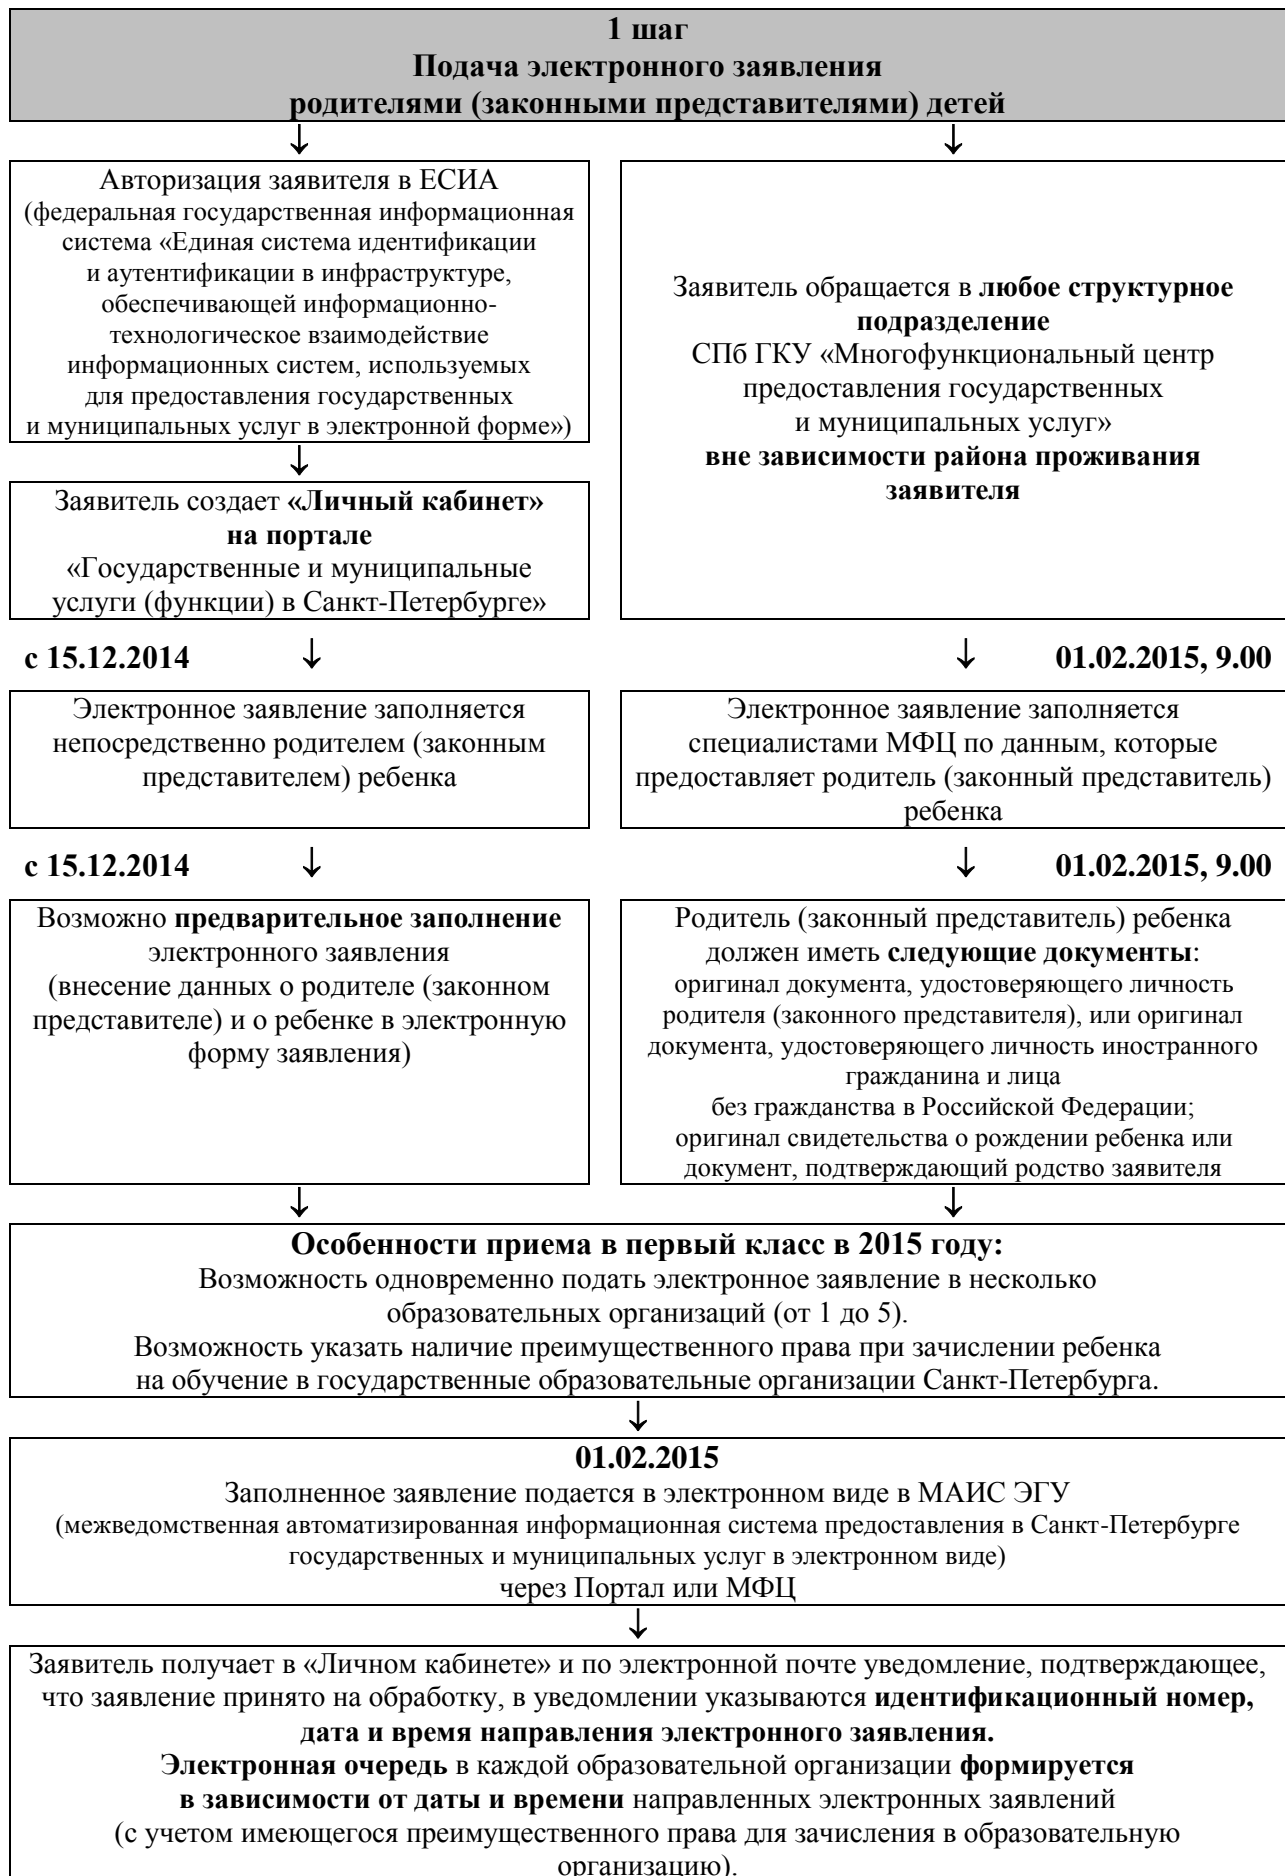 1 шаг
Подача электронного заявления
родителями (законными представителями) детей
↓
↓
Авторизация заявителя в ЕСИА
(федеральная государственная информационная
система «Единая система идентификации
и аутентификации в инфраструктуре,
обеспечивающей информационно-
технологическое взаимодействие
информационных систем, используемых
для предоставления государственных
и муниципальных услуг в электронной форме»)
↓
Заявитель создает «Личный кабинет»
на портале
«Государственные и муниципальные
услуги (функции) в Санкт-Петербурге»
Заявитель обращается в любое структурное
подразделение
СПб ГКУ «Многофункциональный центр
предоставления государственных
и муниципальных услуг»
вне зависимости района проживания
заявителя
с 15.12.2014 ↓
↓ 01.02.2015, 9.00
Электронное заявление заполняется
непосредственно родителем (законным
представителем) ребенка
Электронное заявление заполняется
специалистами МФЦ по данным, которые
предоставляет родитель (законный представитель)
ребенка
с 15.12.2014 ↓
↓ 01.02.2015, 9.00
Возможно предварительное заполнение
электронного заявления
(внесение данных о родителе (законном
представителе) и о ребенке в электронную
форму заявления)
Родитель (законный представитель) ребенка
должен иметь следующие документы:
оригинал документа, удостоверяющего личность
родителя (законного представителя), или оригинал
документа, удостоверяющего личность иностранного
гражданина и лица
без гражданства в Российской Федерации;
оригинал свидетельства о рождении ребенка или
документ, подтверждающий родство заявителя
↓
↓
Особенности приема в первый класс в 2015 году:
Возможность одновременно подать электронное заявление в несколько
образовательных организаций (от 1 до 5).
Возможность указать наличие преимущественного права при зачислении ребенка
на обучение в государственные образовательные организации Санкт-Петербурга.
↓
01.02.2015
Заполненное заявление подается в электронном виде в МАИС ЭГУ
(межведомственная автоматизированная информационная система предоставления в Санкт-Петербурге
государственных и муниципальных услуг в электронном виде)
через Портал или МФЦ
↓
Заявитель получает в «Личном кабинете» и по электронной почте уведомление, подтверждающее,
что заявление принято на обработку, в уведомлении указываются идентификационный номер,
дата и время направления электронного заявления.
Электронная очередь в каждой образовательной организации формируется
в зависимости от даты и времени направленных электронных заявлений
(с учетом имеющегося преимущественного права для зачисления в образовательную
организацию).